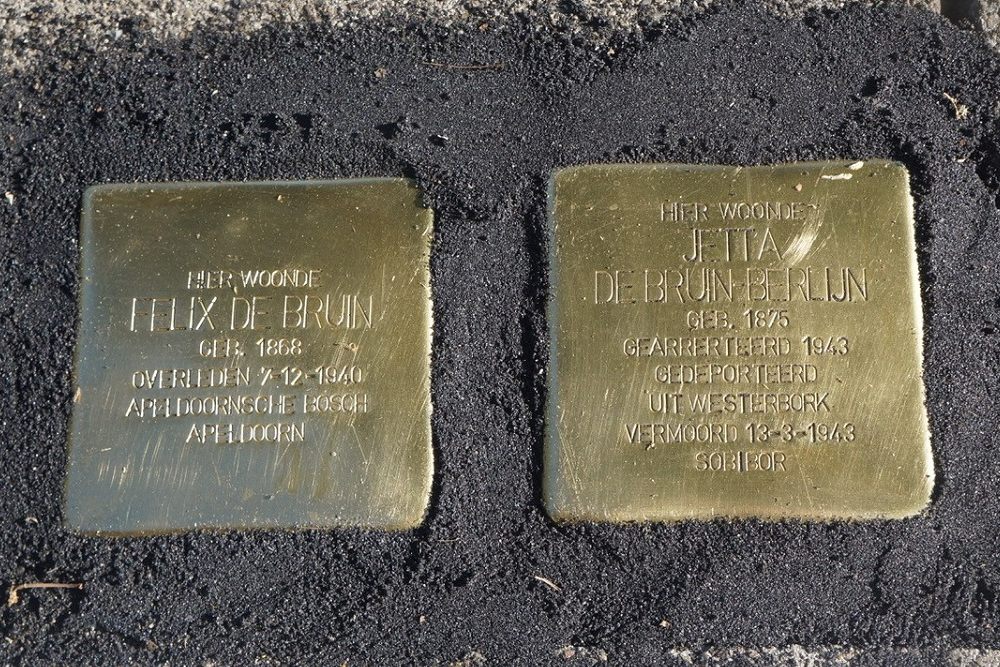 HIER WOONDE
FELIX DE BRUIN
GEB. 1868
OVERLEDEN 7-12-1940
APELDOORNSCHE BOSCH
APELDOORN
HIER WOONDE
JETTA
DE BRUIN-BERLIJN
GEB. 1875
GEARRERTEERD 1943
GEDEPORTEERD
UIT WESTERBORK
VERMOORD 13-3-1943
SOBIBOR